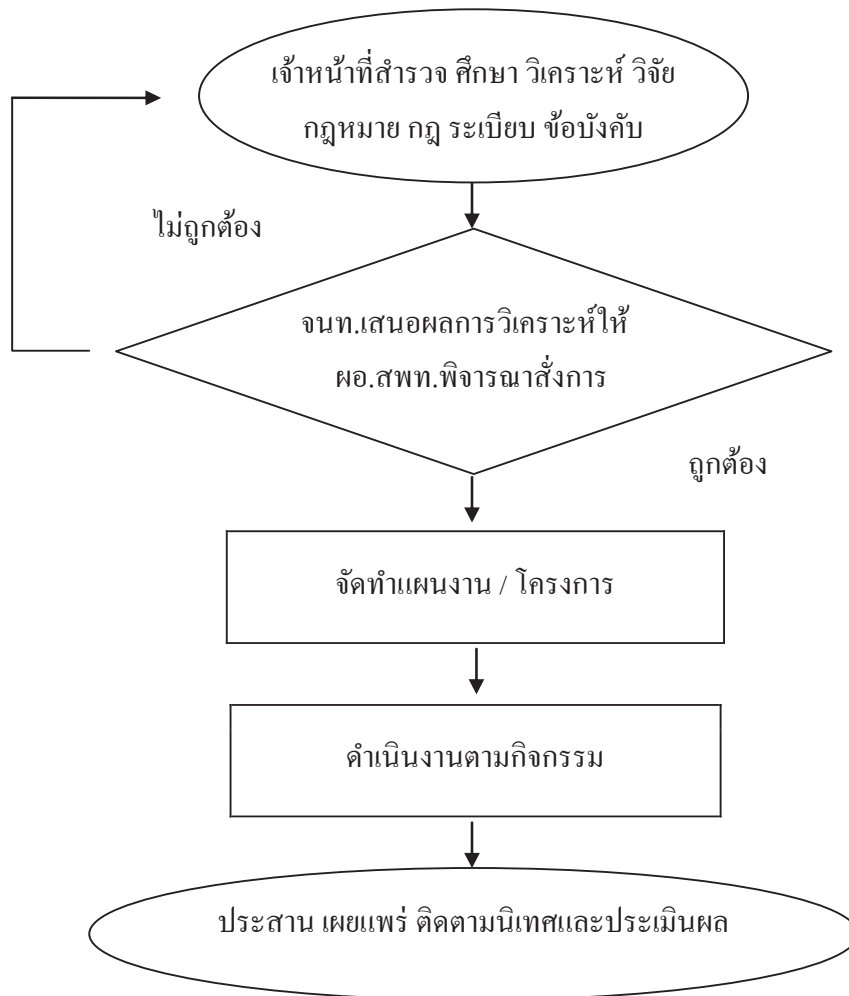 เจ้าหน้าที่สำรวจ ศึกษา วิเคราะห์ วิจัย
กฎหมาย กฎ ระเบียบ ข้อบังคับ
ไม่ถูกต้อง
จนท.เสนอผลการวิเคราะห์ให้
ผอ.สพท.พิจารณาสั่งการ
ถูกต้อง
จัดทำแผนงาน / โครงการ
ดำเนินงานตามกิจกรรม
ประสาน เผยแพร่ ติดตามนิเทศและประเมินผล